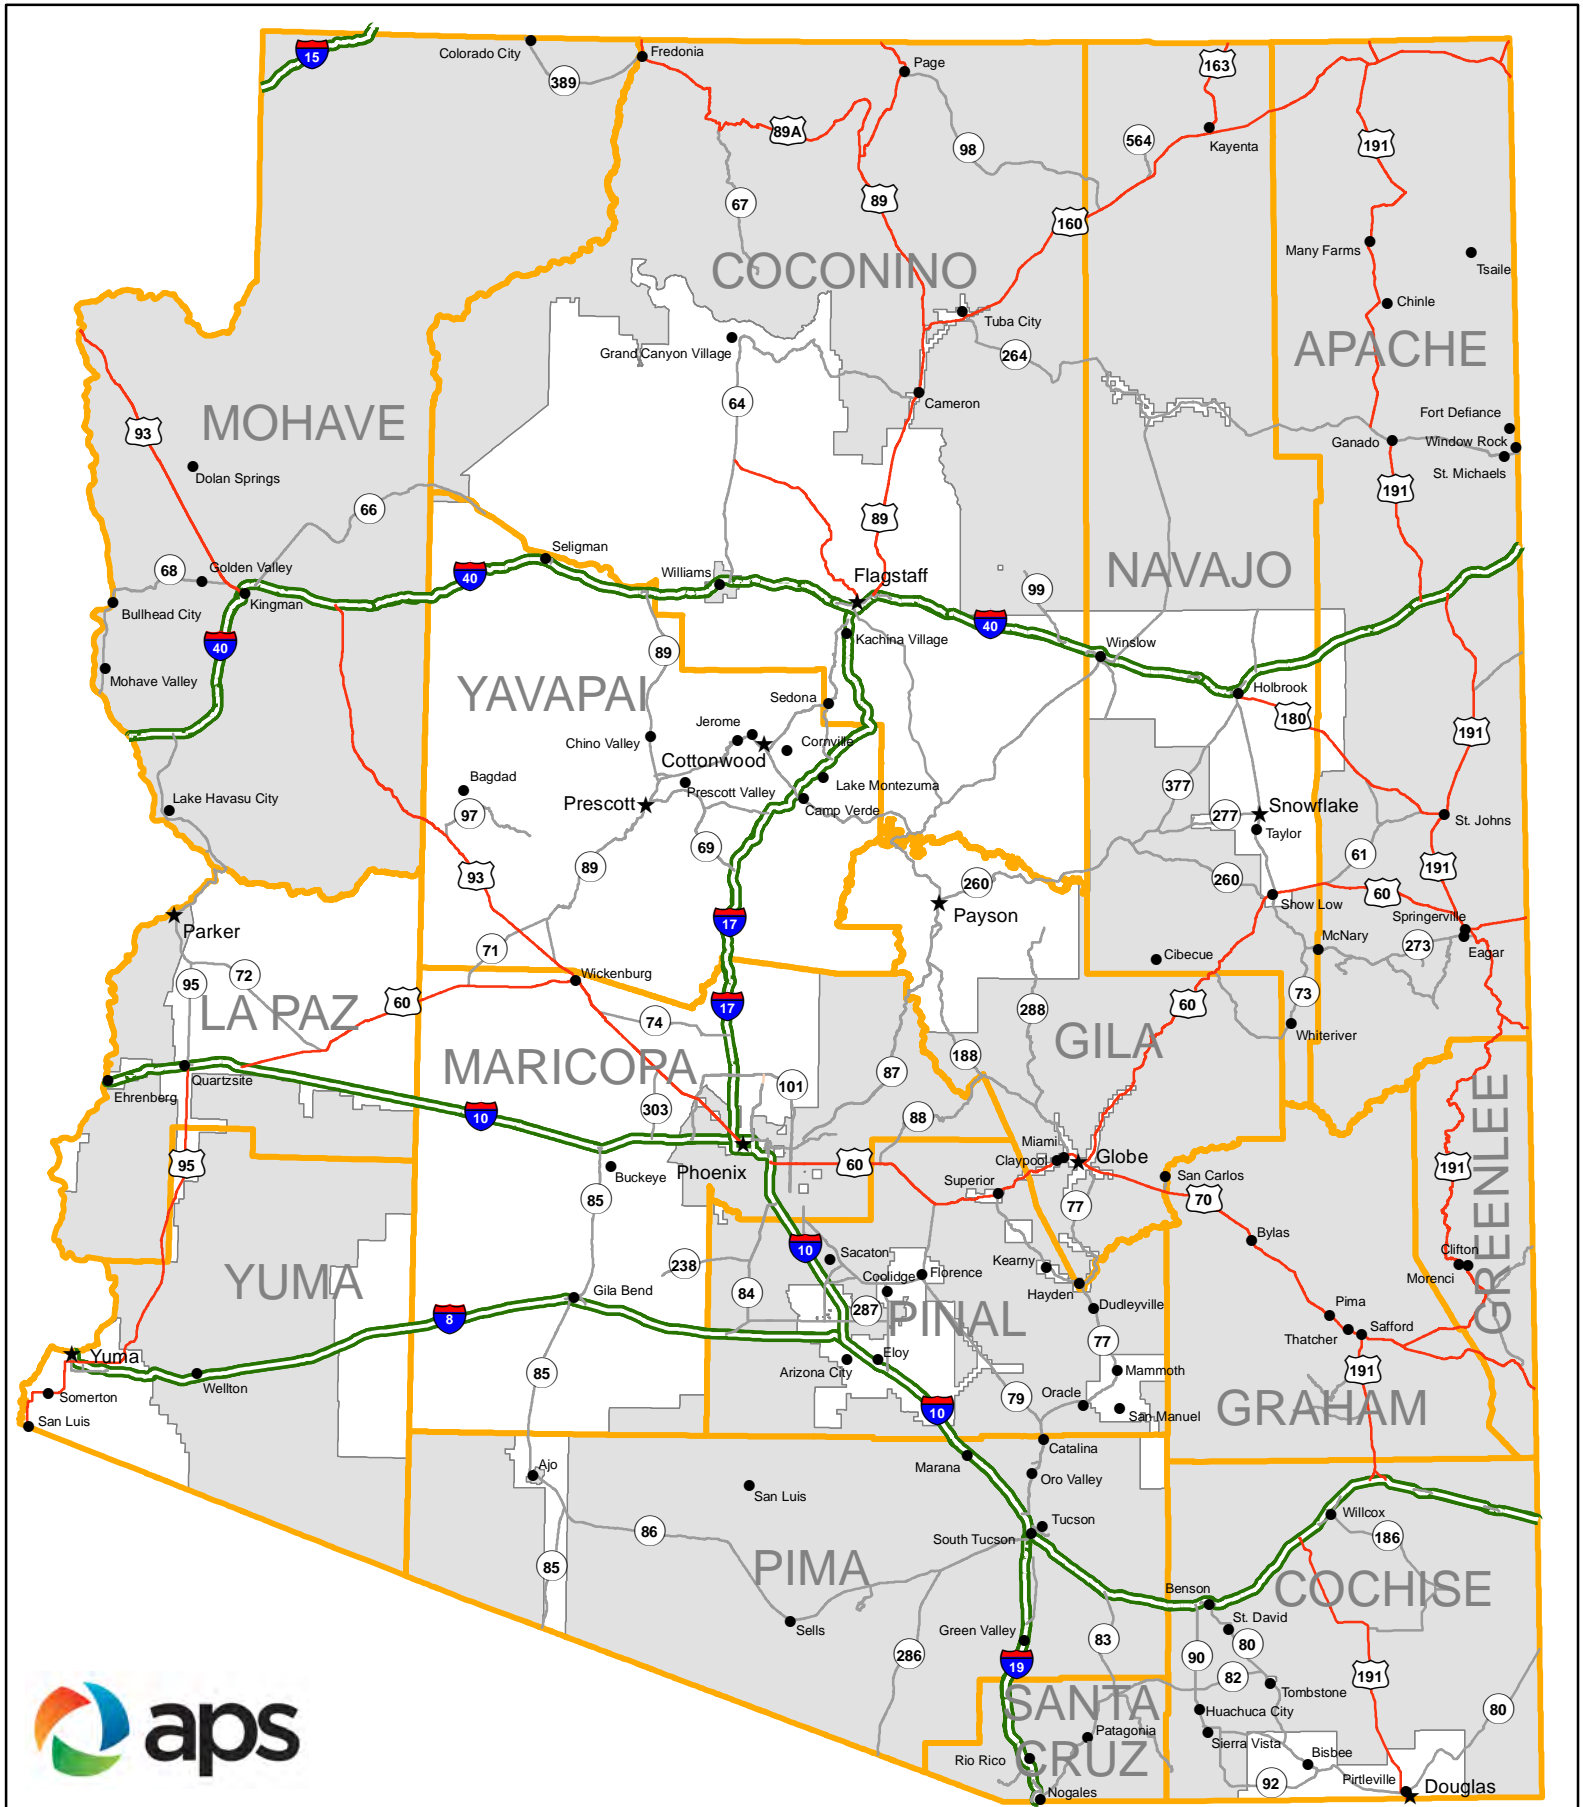 15
Colorado City
389
Fredonia
Page
163
89A
98
564
Kayenta
191
67
89
160
COCONINO
Many Farms
Tsaile
Chinle
Tuba City
Grand Canyon Village
264
APACHE
64
Cameron
MOHAVE
93
Fort Defiance
Ganado
Window Rock
St. Michaels
Dolan Springs
191
66
89
Seligman
NAVAJO
68
Golden Valley
40
Williams
Flagstaff
99
Kingman
Bullhead City
40
40
Kachina Village
Winslow
89
Mohave Valley
YAVAPAI
Sedona
Holbrook
180
Jerome
191
Chino Valley
Cornville
Cottonwood
Bagdad
Lake Montezuma
377
Prescott Valley
Lake Havasu City
Prescott
Camp Verde
Snowflake
97
277
St. Johns
Taylor
69
61
89
191
93
260
260
60
Show Low
Payson
17
Springerville
Parker
McNary
273
71
Cibecue
Eagar
72
Wickenburg
95
73
60
17
60
LA PAZ
288
74
Whiteriver
GILA
188
MARICOPA
87
Quartzsite
101
Ehrenberg
303
10
88
GREENLEE
Miami
Claypool
Globe
95
60
191
Phoenix
Buckeye
Superior
San Carlos
85
77
70
Bylas
10
Sacaton
Clifton
238
Kearny
YUMA
Coolidge
Florence
Morenci
Gila Bend
84
Hayden
287
Dudleyville
Pima
8
PINAL
Safford
77
Thatcher
Yuma
Eloy
Arizona City
Mammoth
191
85
Wellton
Somerton
Oracle
79
10
San Manuel
GRAHAM
San Luis
Catalina
Marana
Ajo
Oro Valley
San Luis
Willcox
Tucson
86
South Tucson
186
85
PIMA
Benson
COCHISE
Sells
St. David
Green Valley
83
80
286
90
19
82
191
Tombstone
SANTA
CRUZ
Huachuca City
80
Patagonia
Sierra Vista
Rio Rico
Bisbee
92
Pirtleville
Douglas
Nogales
aps